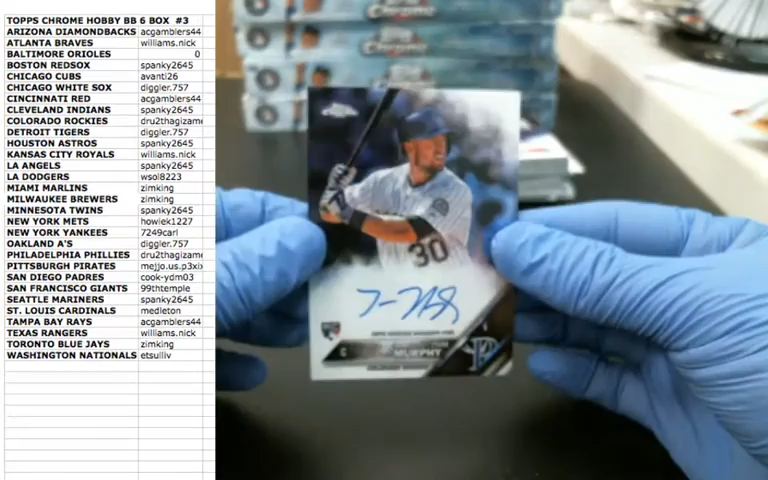 TOPPS CHROME HOBBY BB 6 BOX #3
ARIZONA DIAMONDBACKS acgamblers44
ATLANTA BRAVES williams.nick
BALTIMORE ORIOLES 0
BOSTON REDSOX spanky2645
CHICAGO CUBS avanti26
CHICAGO WHITE SOX diggler.757
CINCINNATI RED acgamblers44
CLEVELAND INDIANS spanky2645
COLORADO ROCKIES dru2thagizame
DETROIT TIGERS diggler.757
HOUSTON ASTROS spanky2645
KANSAS CITY ROYALS williams.nick
LA ANGELS spanky2645
LA DODGERS wsol8223
MIAMI MARLINS zimking
MILWAUKEE BREWERS zimking
MINNESOTA TWINS spanky2645
NEW YORK METS howiek1227
NEW YORK YANKEES 7249carl
OAKLAND A'S diggler.757
PHILADELPHIA PHILLIES dru2thagizame
PITTSBURGH PIRATES mejjo.us.p3xix
SAN DIEGO PADRES cook-ydm03
SAN FRANCISCO GIANTS 99thtemple
SEATTLE MARINERS spanky2645
ST. LOUIS CARDINALS medleton
TAMPA BAY RAYS acgamblers44
TEXAS RANGERS williams.nick
TORONTO BLUE JAYS zimking
WASHINGTON NATIONALS etsullv
Chrome
Chrome
30
C
MURPHY